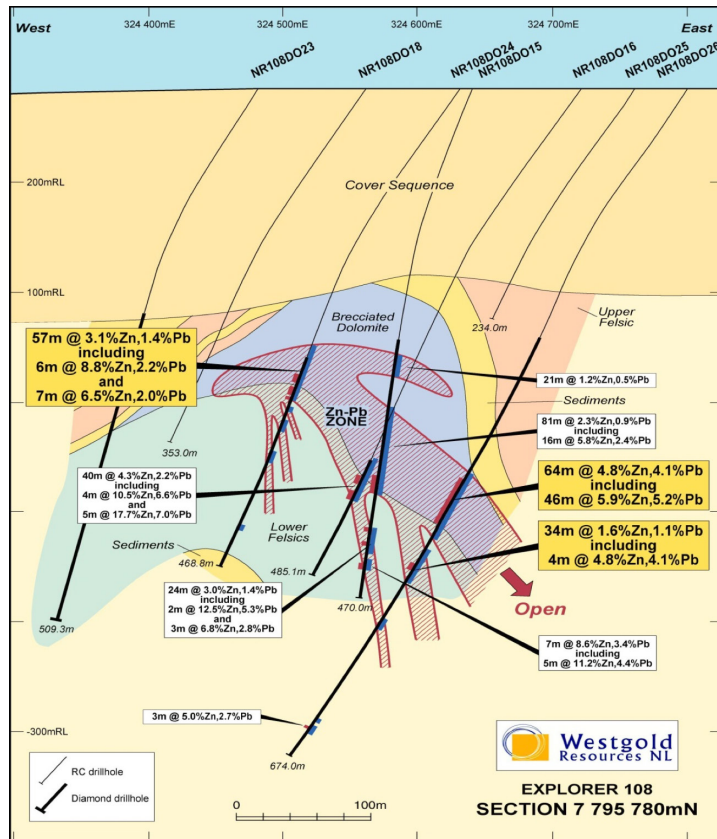 West
324 400mE
324 500mE
324 600mE
324 700mE
East
NR108DO23
NR108DO18
NR108DO24
NR108DO15
NR108DO16
NR108DO25
NR108DO26
200mRL
Cover Sequence
100mRL
Brecciated
Dolomite
234.0m
Upper
Felsic
57m @ 3.1%Zn,1.4%Pb
including
6m @ 8.8%Zn,2.2%Pb
and
7m @ 6.5%Zn,2.0%Pb
21m @ 1.2%Zn,0.5%Pb
Sediments
Zn-Pb
ZONE
81m @ 2.3%Zn,0.9%Pb
including
16m @ 5.8%Zn,2.4%Pb
353.0m
40m @ 4.3%Zn,2.2%Pb
including
4m @ 10.5%Zn,6.6%Pb
and
5m @ 17.7%Zn,7.0%Pb
64m @ 4.8%Zn,4.1%Pb
including
46m @ 5.9%Zn,5.2%Pb
Lower
Felsics
Sediments
468.8m
485.1m
34m @ 1.6%Zn,1.1%Pb
including
4m @ 4.8%Zn,4.1%Pb
24m @ 3.0%Zn,1.4%Pb
including
2m @ 12.5%Zn,5.3%Pb
and
3m @ 6.8%Zn,2.8%Pb
470.0m
Open
509.3m
7m @ 8.6%Zn,3.4%Pb
including
5m @ 11.2%Zn,4.4%Pb
3m @ 5.0%Zn,2.7%Pb
-300mRL
674.0m
Westgold
Resources NL
RC drillhole
Diamond drillhole
0
100m
EXPLORER 108
SECTION 7 795 780mN